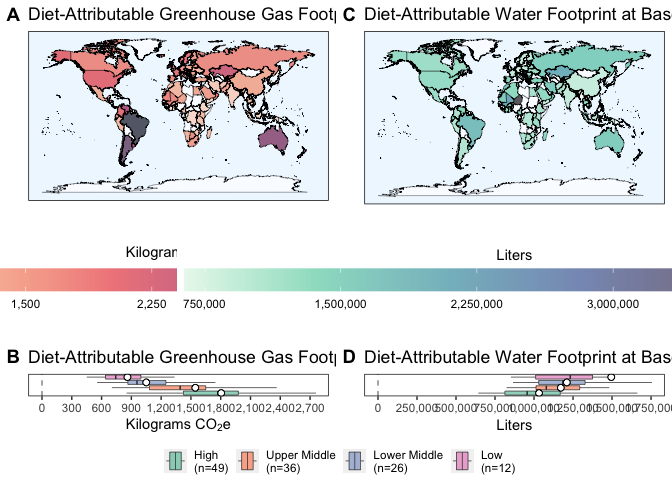 A Diet-Attributable Greenhouse Gas Footp
C Diet-Attributable Water Footprint at Bas
Kilogran
1,500 2,250
Liters
750,000 1,500,000 2,250,000 3,000,000
B Diet-Attributable Greenhouse Gas Footp
0 300 600 900 1,200 1,500 1,800 2,100 2,400 2,700
Kilograms CO₂e
D Diet-Attributable Water Footprint at Bas
0 250,000 500,000 750,000 1,000,000 1,250,000 1,500,000 1,750,000
Liters
High
(n=49)
Upper Middle
(n=36)
Lower Middle
(n=26)
Low
(n=12)